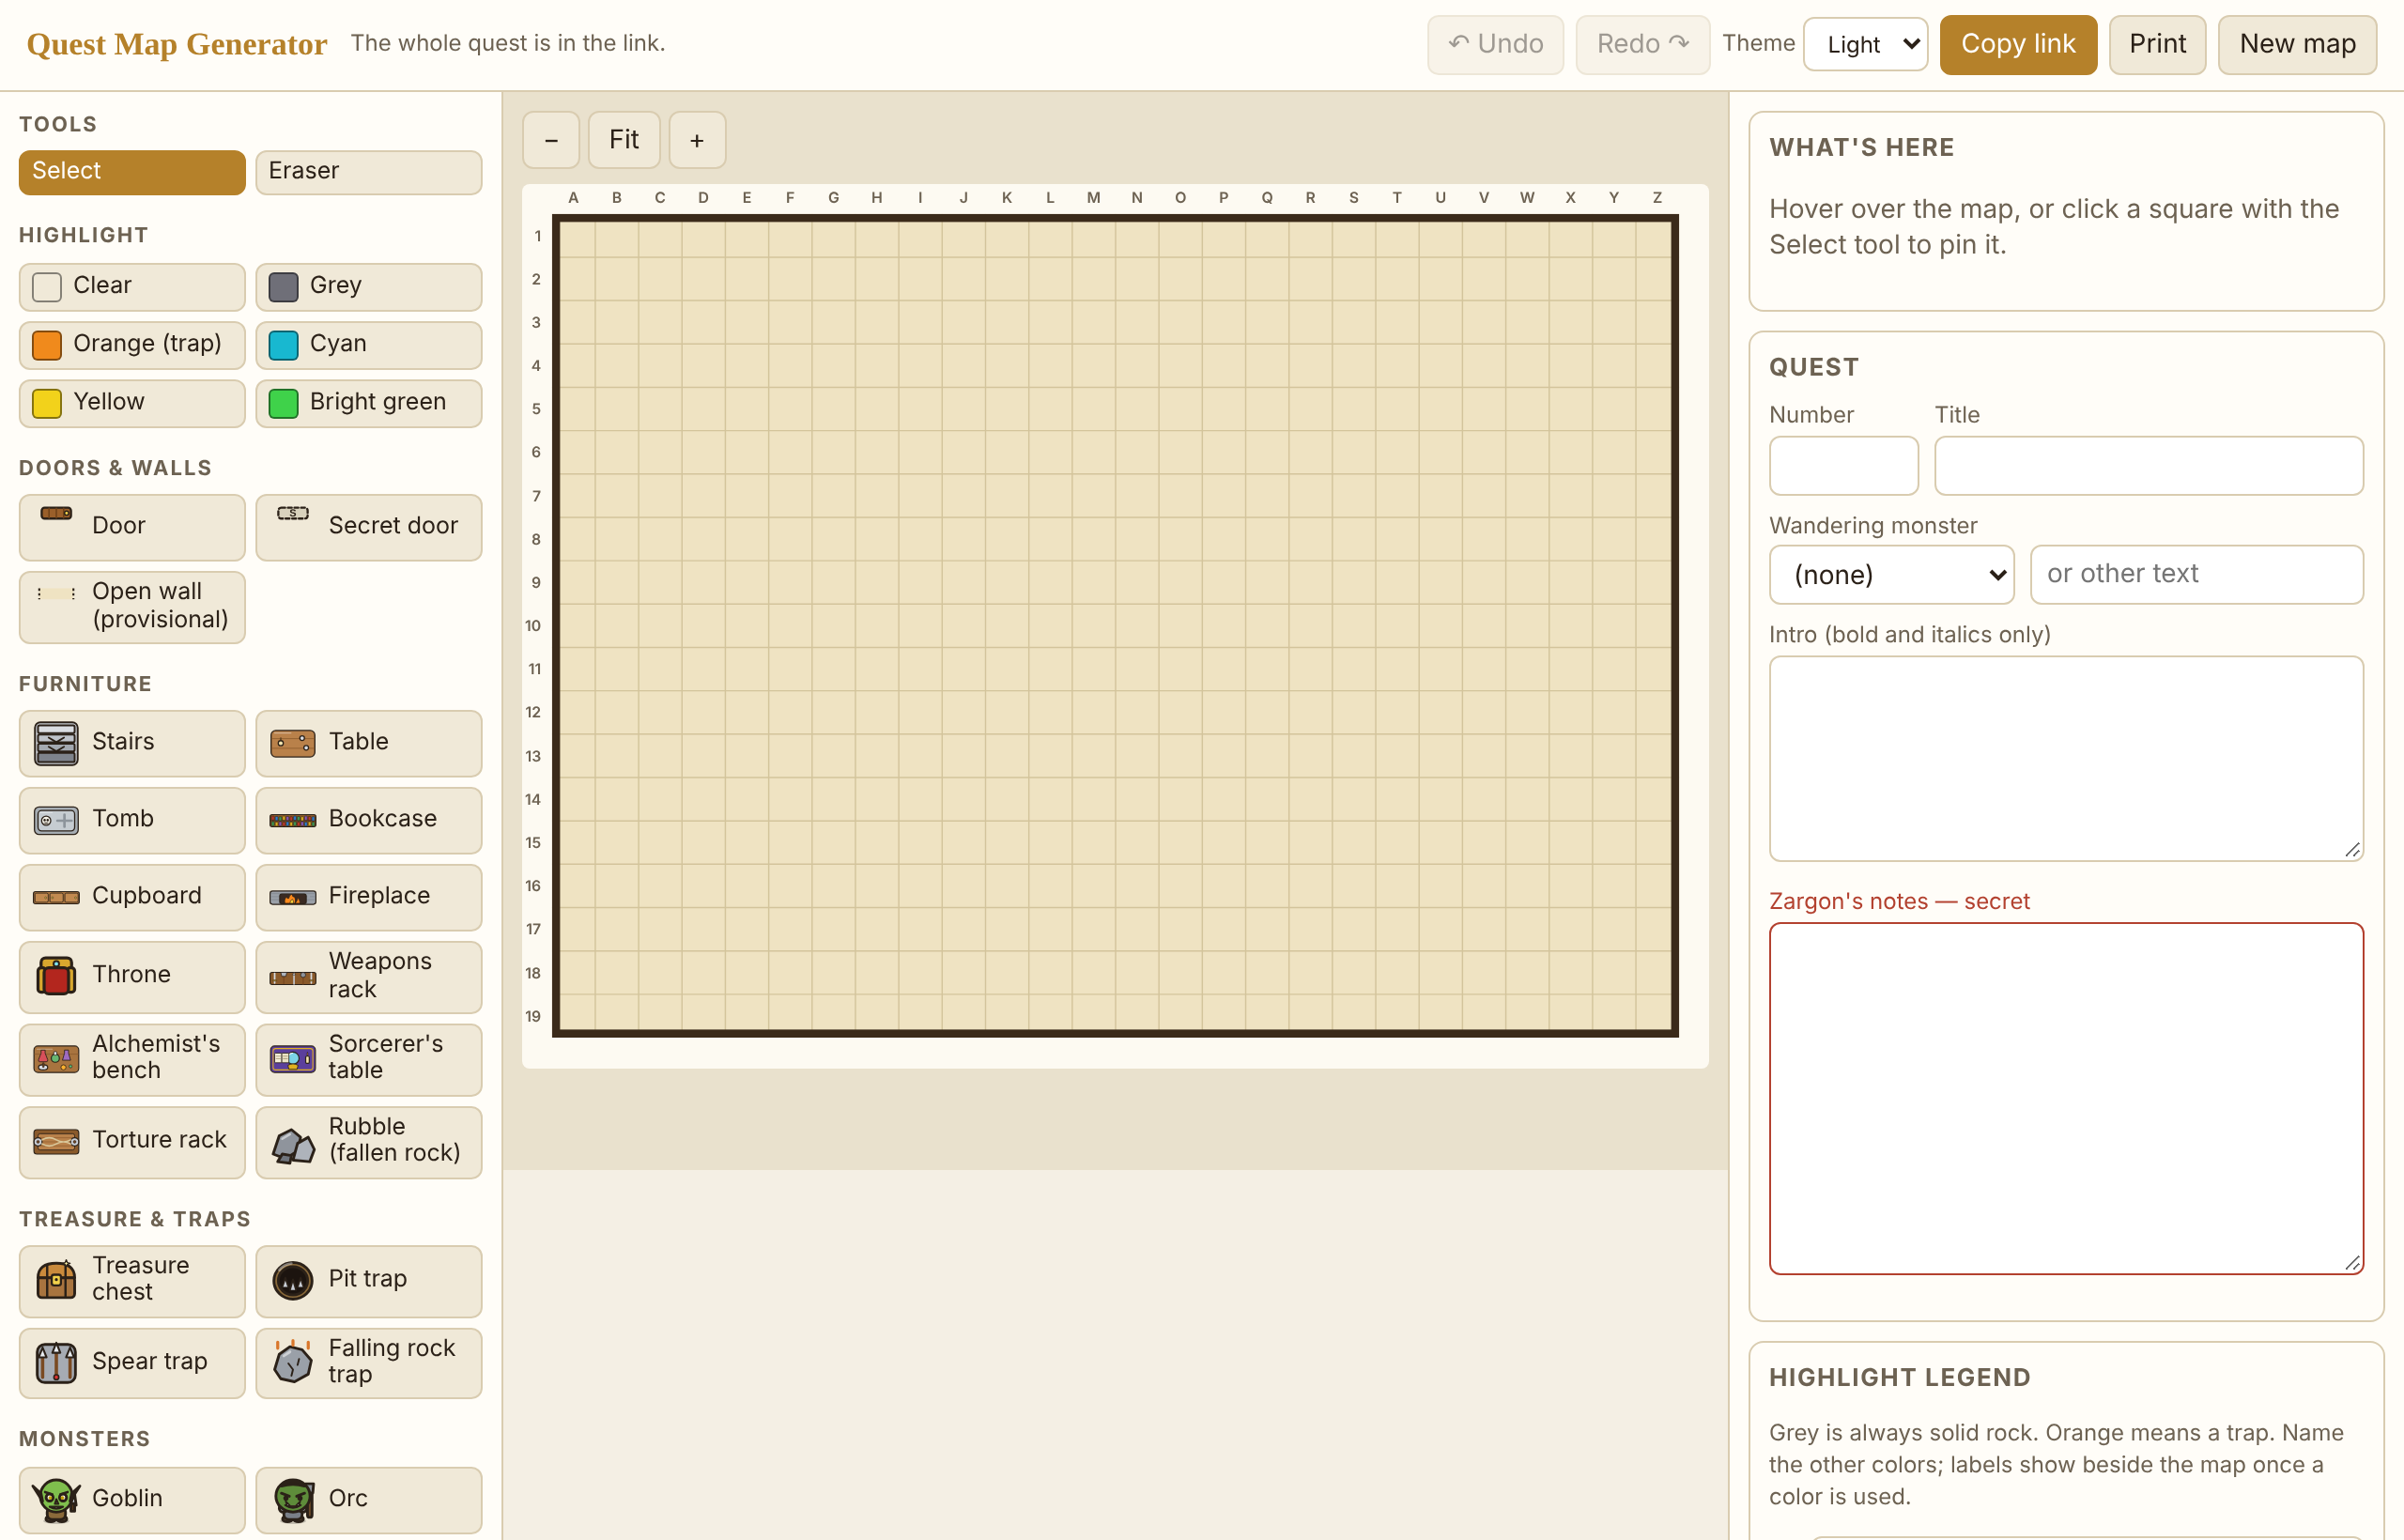 Quest Map Generator
The whole quest is in the link.
↶ Undo
Redo ↷
Theme
Light
Copy link
Print
New map
TOOLS
Select
Eraser
HIGHLIGHT
Clear
Grey
Orange (trap)
Cyan
Yellow
Bright green
DOORS & WALLS
Door
S
Secret door
Open wall
(provisional)
FURNITURE
Stairs
Table
Tomb
Bookcase
Cupboard
Fireplace
Throne
Weapons
rack
Alchemist's
bench
Sorcerer's
table
Torture rack
Rubble
(fallen rock)
TREASURE & TRAPS
Treasure
chest
Pit trap
Spear trap
Falling rock
trap
MONSTERS
Goblin
Orc
−
Fit
+
A B C D E F G H I J K L M N O P Q R S T U V W X Y Z
1
2
3
4
5
6
7
8
9
10
11
12
13
14
15
16
17
18
19
WHAT'S HERE
Hover over the map, or click a square with the
Select tool to pin it.
QUEST
Number
Title
Wandering monster
(none)
or other text
Intro (bold and italics only)
Zargon's notes — secret
HIGHLIGHT LEGEND
Grey is always solid rock. Orange means a trap. Name
the other colors; labels show beside the map once a
color is used.